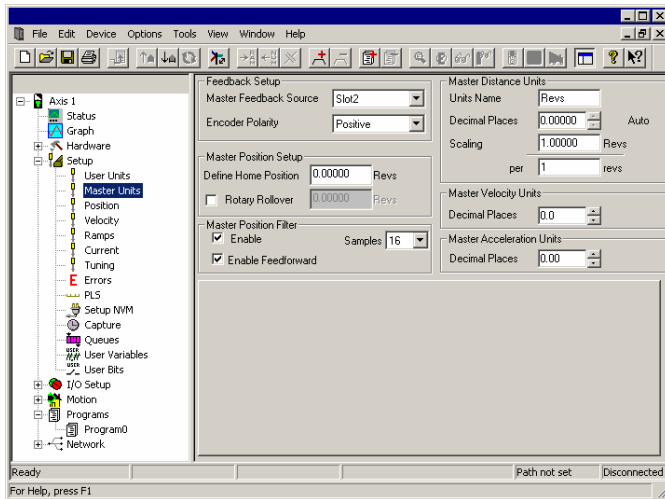 File Edit Device Options Tools View Window Help
Axis 1
Status
Graph
Hardware
Setup
User Units
Master Units
Position
Velocity
Ramps
Current
Tuning
E Errors
PLS
Setup NVM
Capture
Queues
USER User Variables
USER User Bits
I/O Setup
Motion
Programs
Program0
Network
Feedback Setup
Master Feedback Source Slot2
Encoder Polarity Positive
Master Position Setup
Define Home Position 0.00000 Revs
Rotary Rollover 0.00000 Revs
Master Position Filter
Enable Samples 16
Enable Feedforward
Master Distance Units
Units Name Revs
Decimal Places 0.00000 Auto
Scaling 1.00000 Revs
per 1 revs
Master Velocity Units
Decimal Places 0.0
Master Acceleration Units
Decimal Places 0.00
Ready Path not set Disconnected
For Help, press F1